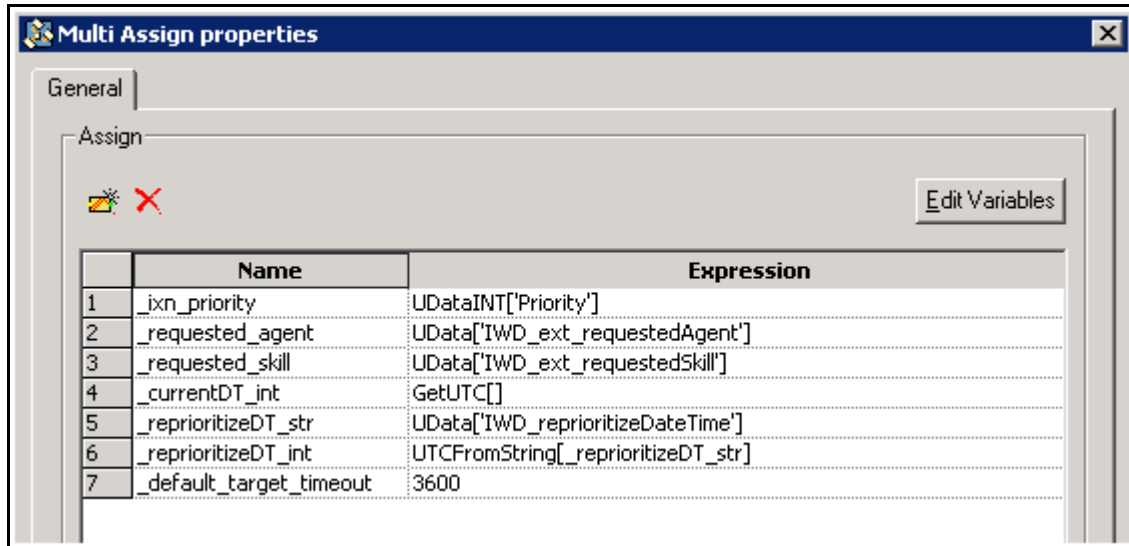 Multi Assign properties
General
Assign
Edit Variables
Name Expression
1 _ixn_priority UDataINT['Priority']
2 _requested_agent UData['IWD_ext_requestedAgent']
3 _requested_skill UData['IWD_ext_requestedSkill']
4 _currentDT_int GetUTC[]
5 _reprioritizeDT_str UData['IWD_reprioritizeDateTime']
6 _reprioritizeDT_int UTCFromString[_reprioritizeDT_str]
7 _default_target_timeout 3600